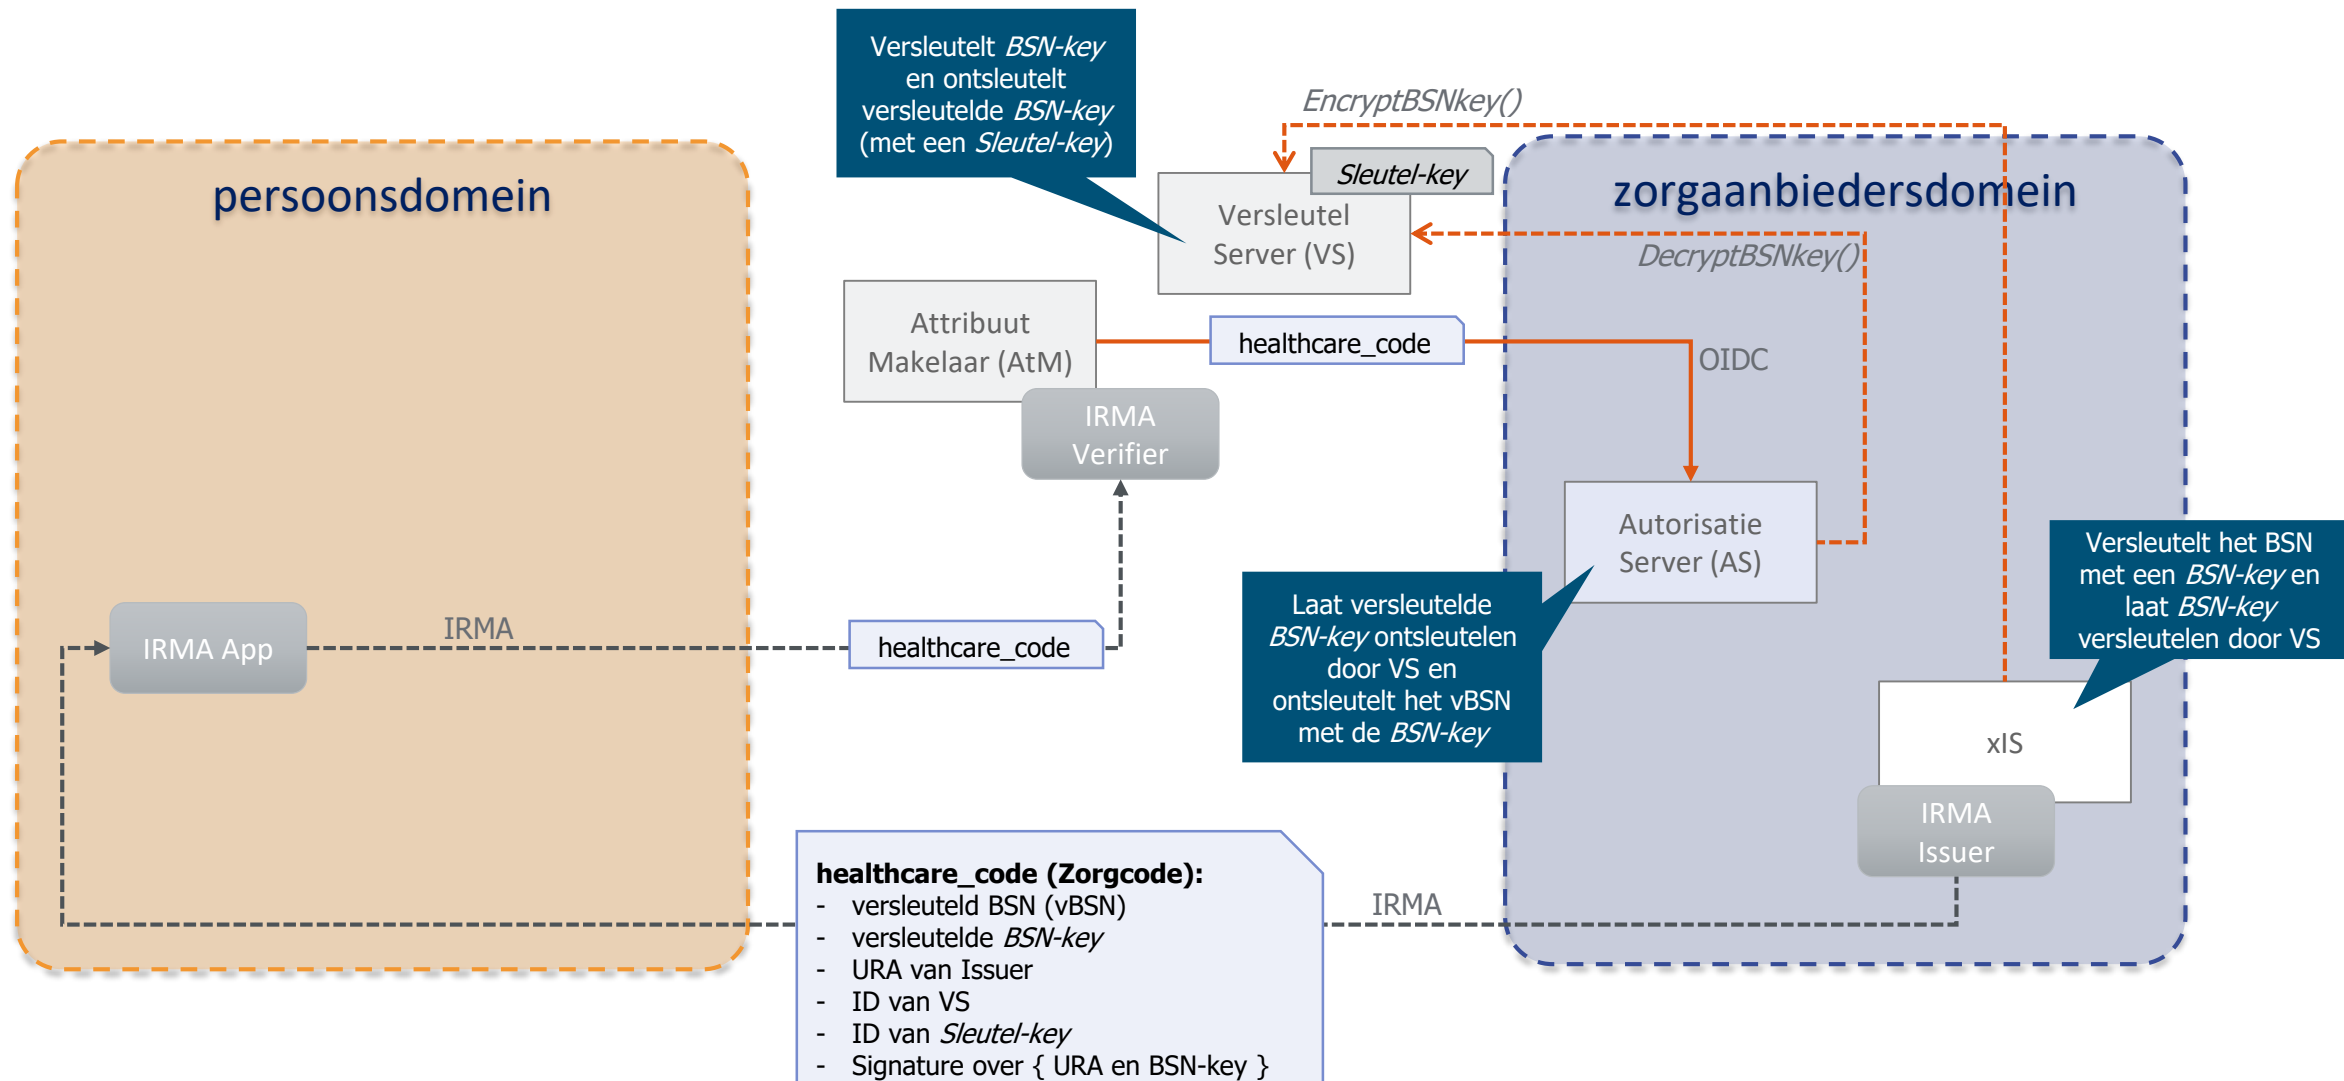 Versleutelt BSN-key
en ontsleutelt
versleutelde BSN-key
(met een Sleutel-key)
EncryptBSNkey()
persoonsdomein
Sleutel-key
zorgaanbiedersdomein
Versleutel
Server (VS)
DecryptBSNkey()
Attribuut
Makelaar (AtM)
healthcare_code
OIDC
IRMA
Verifier
Autorisatie
Server (AS)
Versleutelt het BSN
met een BSN-key en
laat BSN-key
versleutelen door VS
Laat versleutelde
BSN-key ontsleutelen
door VS en
ontsleutelt het vBSN
met de BSN-key
IRMA App
IRMA
healthcare_code
xIS
IRMA
Issuer
healthcare_code (Zorgcode):
- versleuteld BSN (vBSN)
- versleutelde BSN-key
- URA van Issuer
- ID van VS
- ID van Sleutel-key
- Signature over { URA en BSN-key }
IRMA